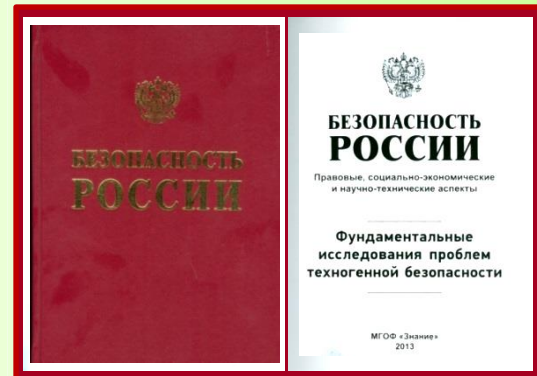 БЕЗОПАСНОСТЬ
РОССИИ
БЕЗОПАСНОСТЬ
РОССИИ
Правовые, социально-экономические
и научно-технические аспекты
Фундаментальные
исследования проблем
техногенной безопасности
МГОФ «Знание»
2013